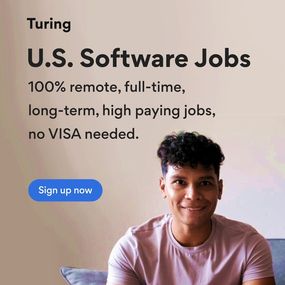 Turing
U.S. Software Jobs
100% remote, full-time,
long-term, high paying jobs,
no VISA needed.
Sign up now